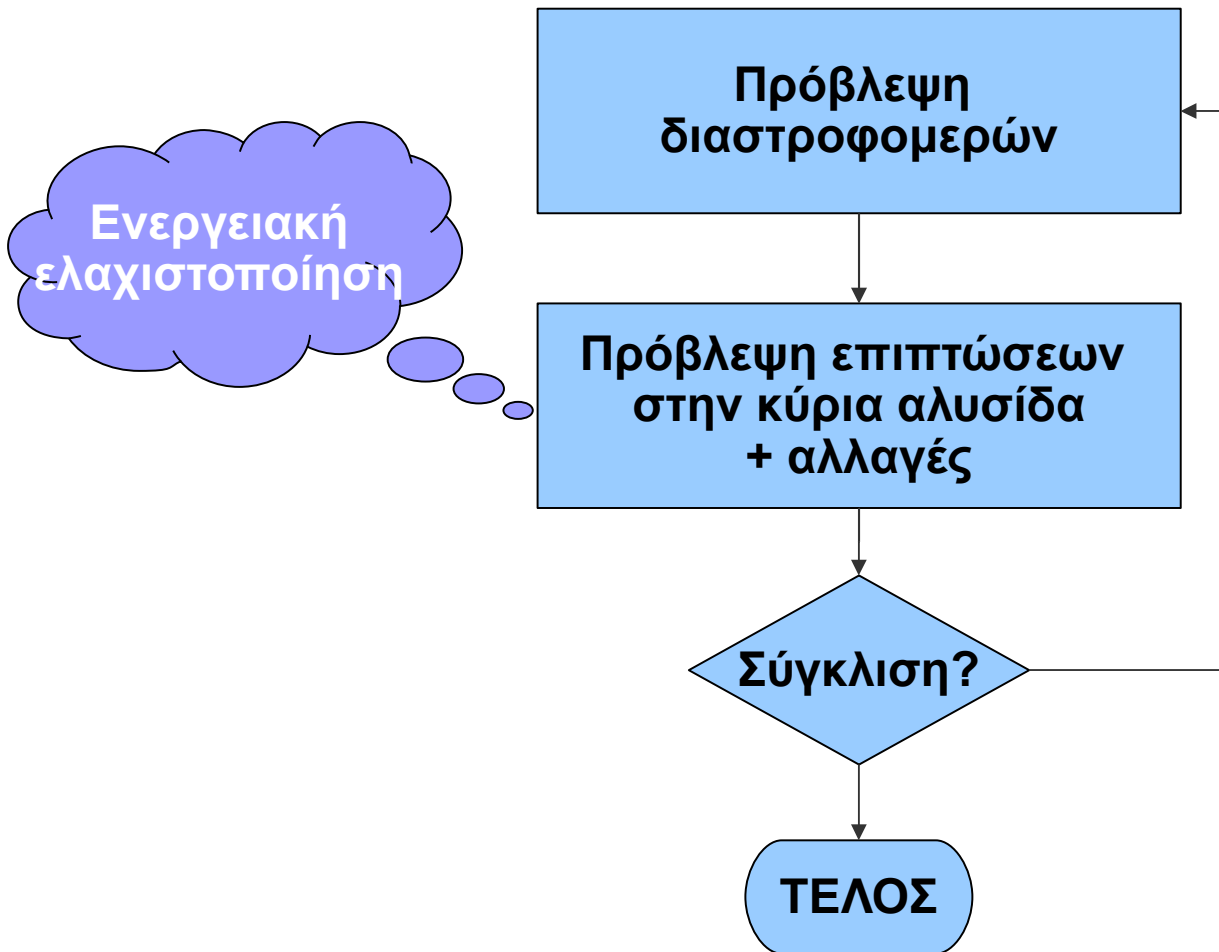 Πρόβλεψη
διαστροφομερών
Ενεργειακή
ελαχιστοποίηση
Πρόβλεψη επιπτώσεων
στην κύρια αλυσίδα
+ αλλαγές
Σύγκλιση?
ΤΕΛΟΣ